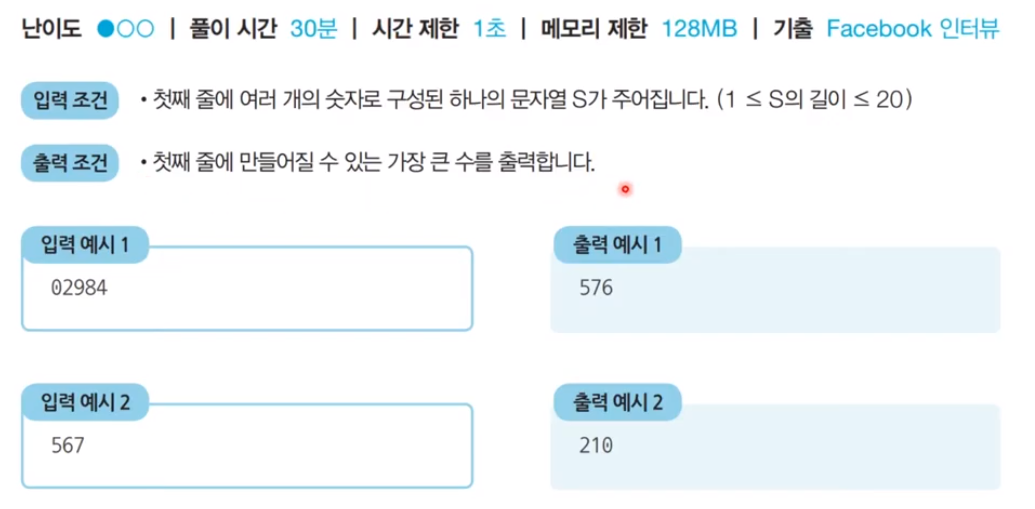 난이도 ●○○ | 풀이 시간 30분 | 시간 제한 1초 | 메모리 제한 128MB | 기출 Facebook 인터뷰
입력 조건 • 첫째 줄에 여러 개의 숫자로 구성된 하나의 문자열 S가 주어집니다. (1 ≤ S의 길이 ≤ 20)
출력 조건 • 첫째 줄에 만들어질 수 있는 가장 큰 수를 출력합니다.
입력 예시 1
02984
출력 예시 1
576
입력 예시 2
567
출력 예시 2
210